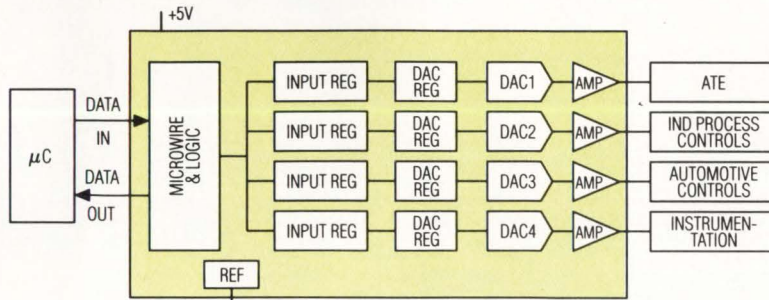 +5V
µC
DATA
IN
DATA
OUT
MICROWIRE
& LOGIC
INPUT REG
DAC
REG
DAC1
AMP
ATE
INPUT REG
DAC
REG
DAC2
AMP
IND PROCESS
CONTROLS
INPUT REG
DAC
REG
DAC3
AMP
AUTOMOTIVE
CONTROLS
INPUT REG
DAC
REG
DAC4
AMP
INSTRUMEN-
TATION
REF